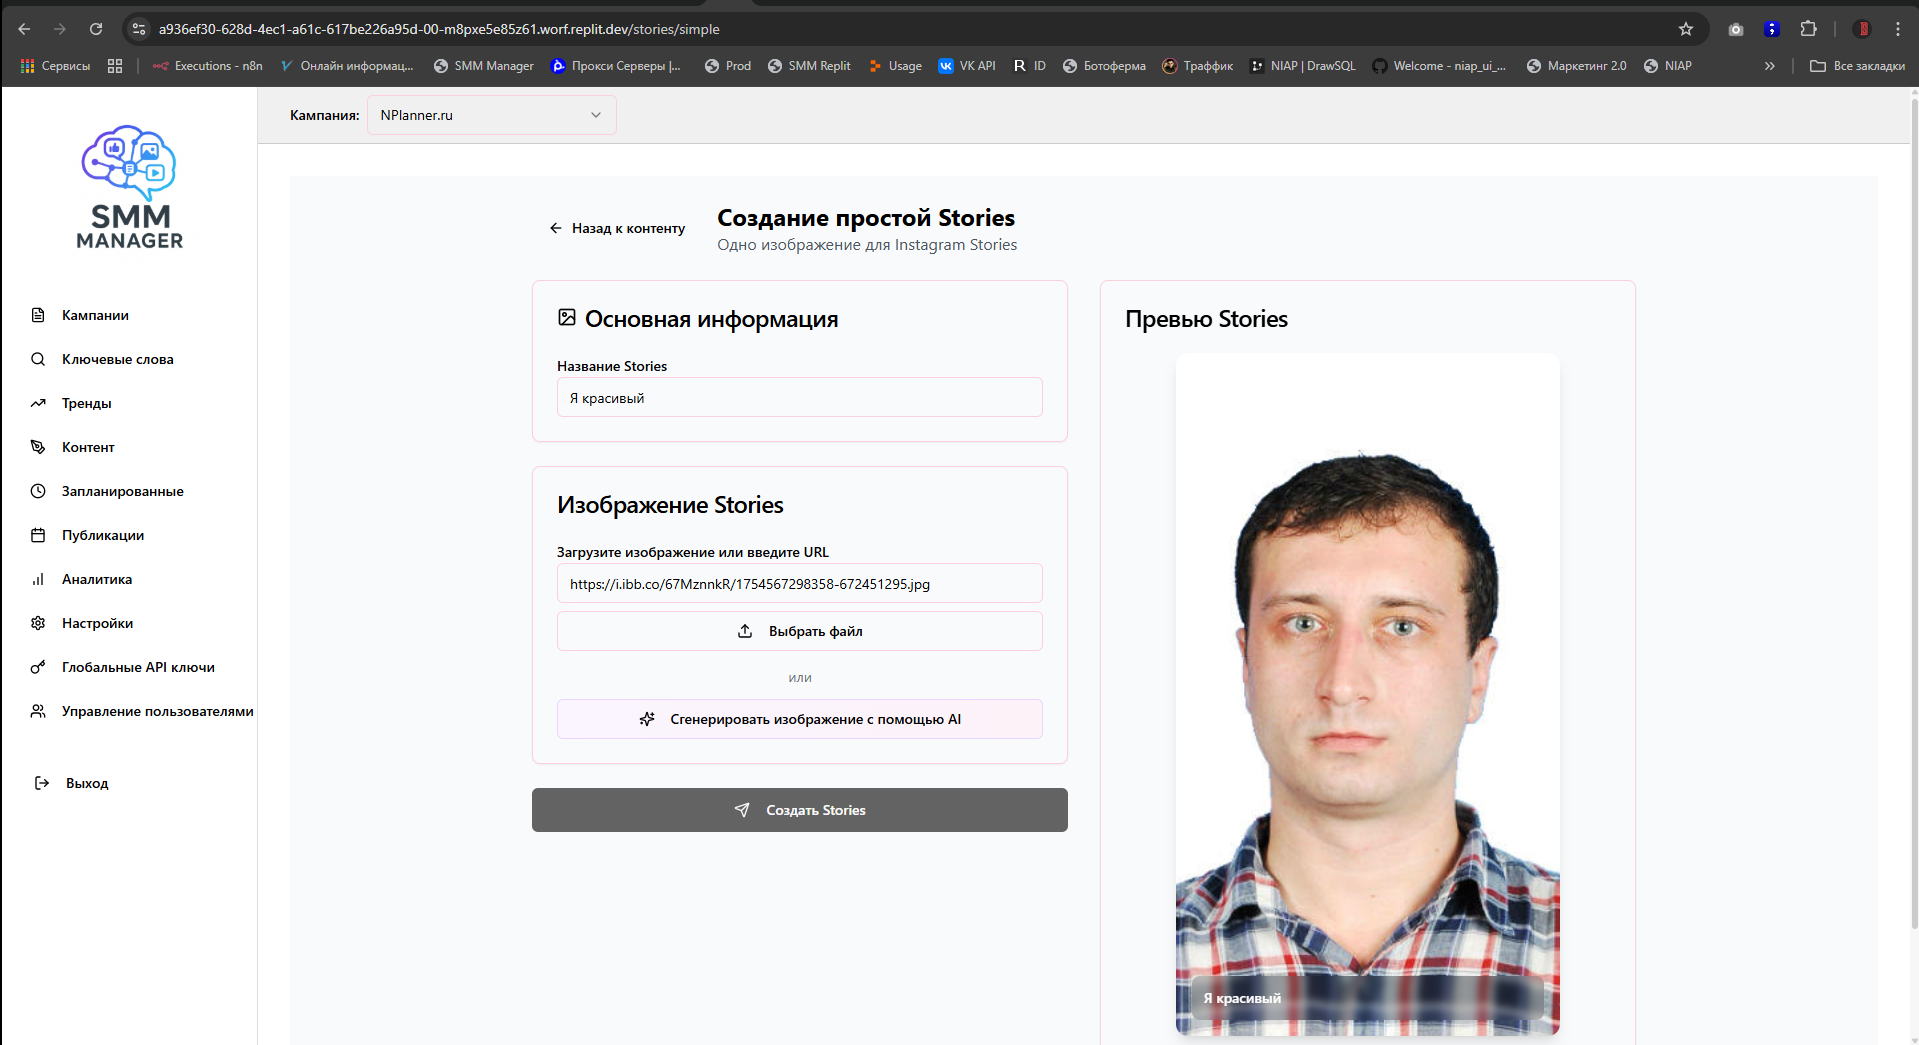 a936ef30-628d-4ec1-a61c-617be226a95d-00-m8pxe5e85z61.worf.replit.dev/stories/simple
Сервисы
Executions - n8n
Онлайн информац...
SMM Manager
Прокси Серверы |...
Prod
SMM Replit
Usage
VK API
R ID
Ботоферма
Траффик
NIAP | DrawSQL
Welcome - niap_ui_...
Маркетинг 2.0
NIAP
Все закладки
SMM
MANAGER
Кампания: NPlanner.ru
Кампании
Ключевые слова
Тренды
Контент
Запланированные
Публикации
Аналитика
Настройки
Глобальные API ключи
Управление пользователями
Выход
Назад к контенту
Создание простой Stories
Одно изображение для Instagram Stories
Основная информация
Название Stories
Я красивый
Изображение Stories
Загрузите изображение или введите URL
https://i.ibb.co/67MznnkR/1754567298358-672451295.jpg
Выбрать файл
или
Сгенерировать изображение с помощью AI
Создать Stories
Превью Stories
Я красивый